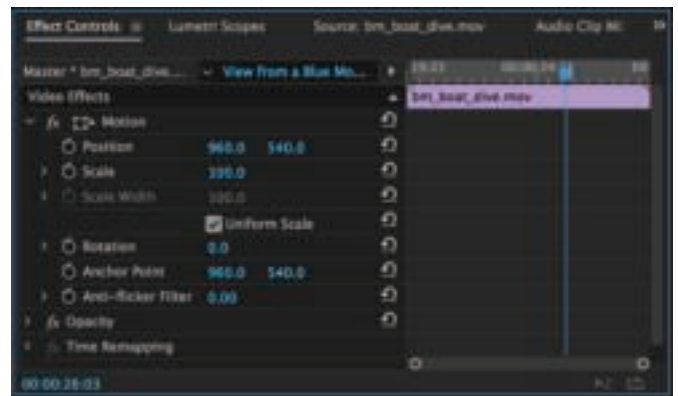 Effect Controls Lumetri Scopes Source: bm_boat_dive.mov Audio Clip Mi
Master * bm_boat_dive.... View from a Blue Mo...
Video Effects bm_boat_dive.mov
fx Motion
Position 960.0 540.0
Scale
Scale Width 100.0
Uniform Scale
Rotation 0.0
Anchor Point 960.0 540.0
Anti-flicker Filter 0.00
fx Opacity
Time Remapping
00:00:26:03